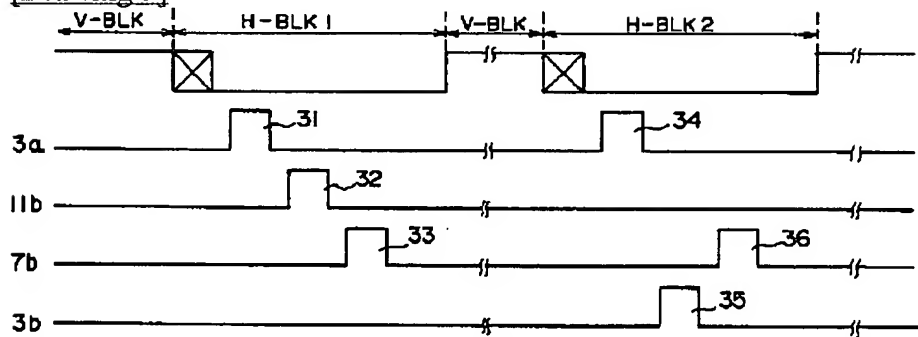 V-BLK H-BLK 1 V-BLK H-BLK 2
3a 31 34
11b 32
7b 33 36
3b 35